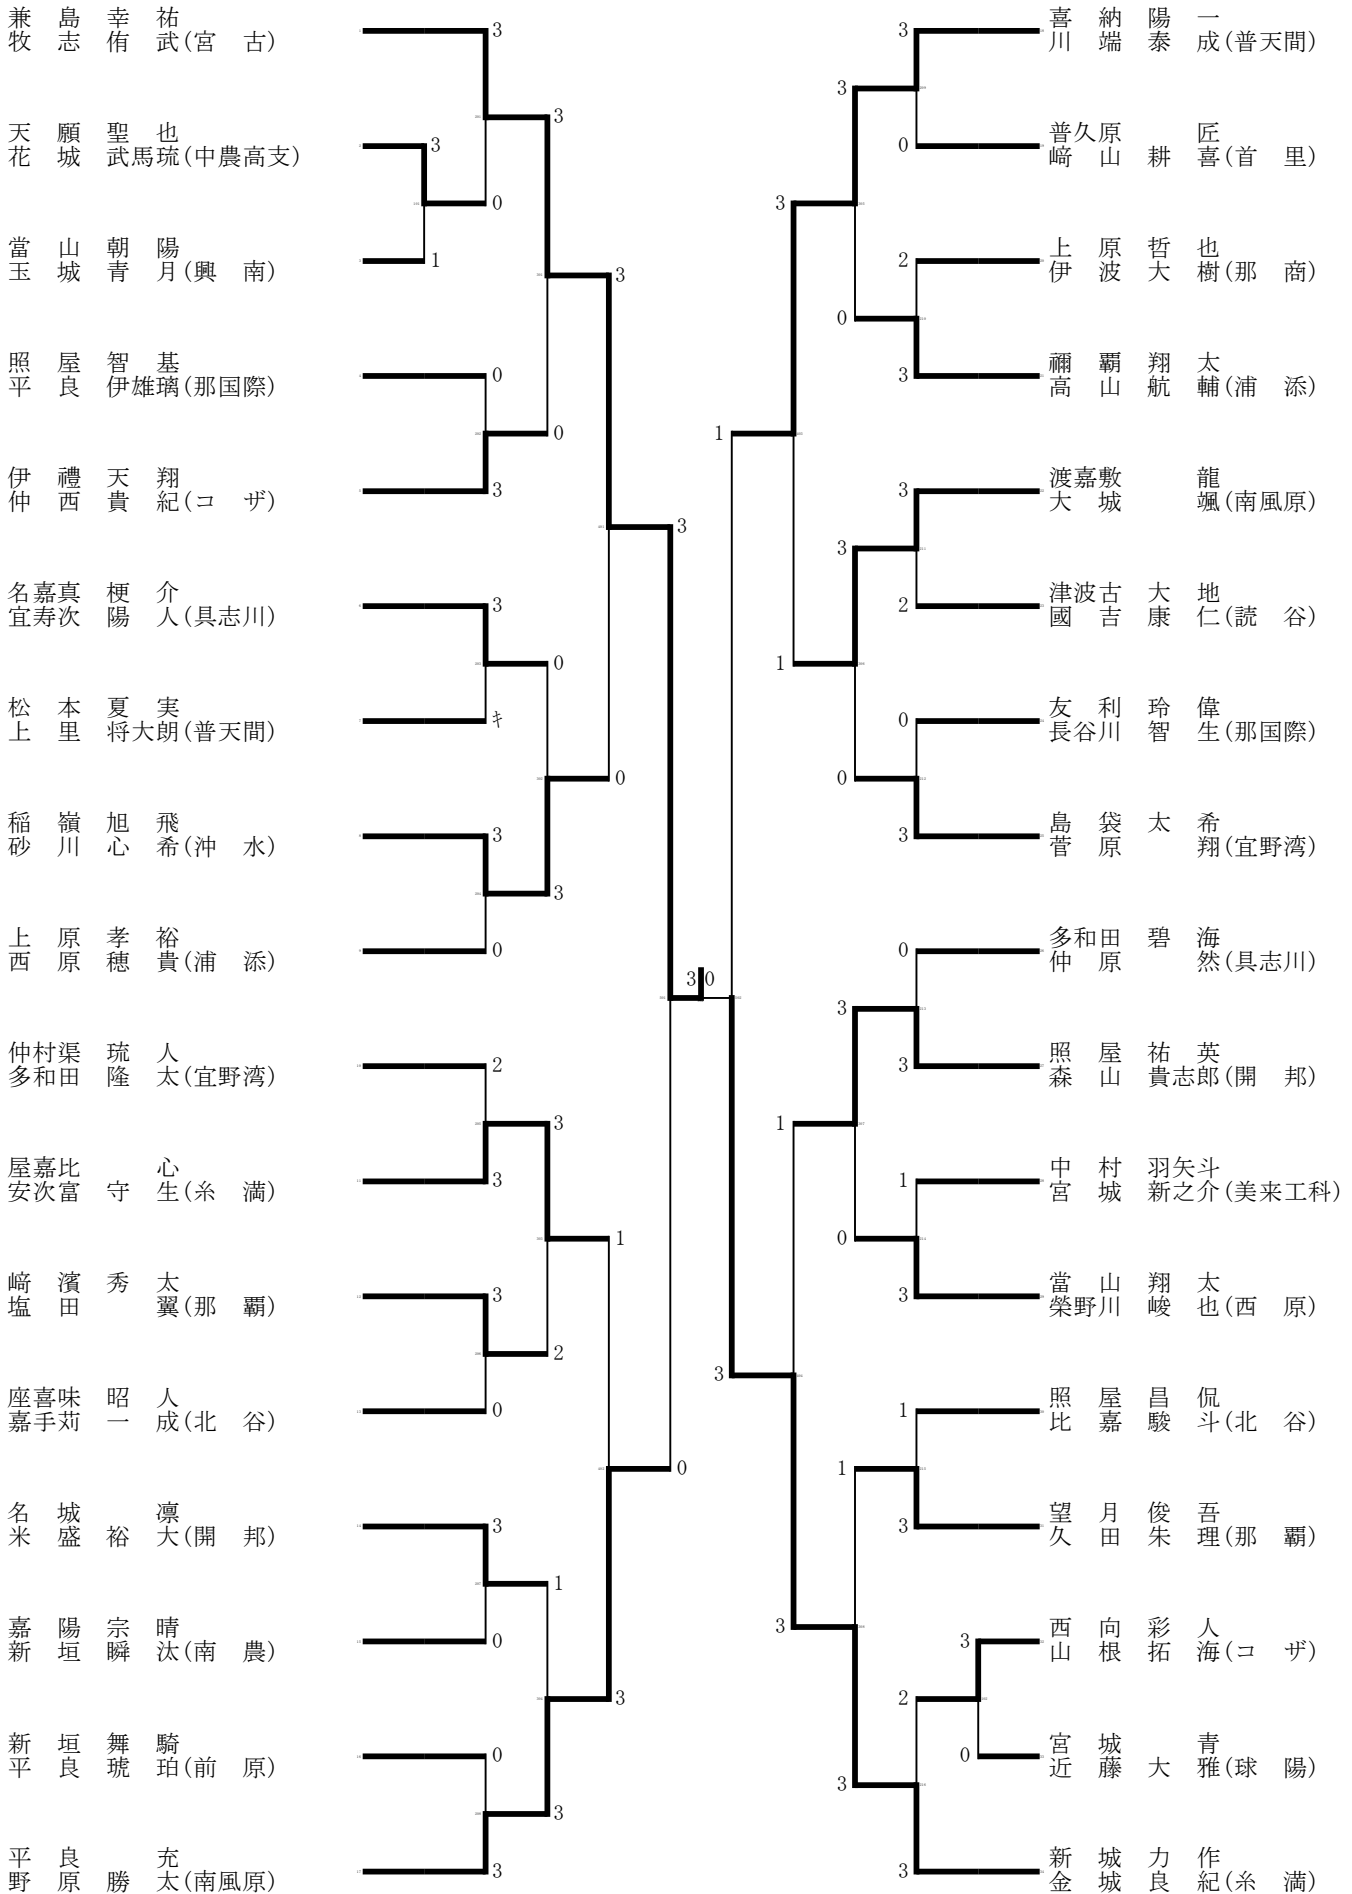 兼島幸祐
牧志侑武(宮古)
3
3
天願聖也
花城武馬琉(中農高支)
3
0
當山朝陽
玉城青月(興南)
1
3
照屋智基
平良伊雄璃(那国際)
0
0
伊禮天翔
仲西貴紀(コザ)
3
3
名嘉真梗介
宜寿次陽人(具志川)
3
0
松本夏実
上里将大朗(普天間)
キ
0
稲嶺旭飛
砂川心希(沖水)
3
3
上原孝裕
西原穂貴(浦添)
0
3 0
仲村渠琉人
多和田隆太(宜野湾)
2
3
屋嘉比心
安次富守生(糸満)
3
1
﨑濱秀太
塩田翼(那覇)
3
2
座喜味昭人
嘉手苅一成(北谷)
0
0
名城凛
米盛裕大(開邦)
3
1
嘉陽宗晴
新垣瞬汰(南農)
0
3
新垣舞騎
平良琥珀(前原)
0
3
平良充
野原勝太(南風原)
3
喜納陽一
川端泰成(普天間)
3
3
普久原匠
﨑山耕喜(首里)
0
3
上原哲也
伊波大樹(那商)
2
0
禰覇翔太
高山航輔(浦添)
3
1
渡嘉敷龍
大城颯(南風原)
3
3
津波古大地
國吉康仁(読谷)
2
1
友利玲偉
長谷川智生(那国際)
0
0
島袋太希
菅原翔(宜野湾)
3
多和田碧海
仲原然(具志川)
0
3
照屋祐英
森山貴志郎(開邦)
3
1
中村羽矢斗
宮城新之介(美来工科)
1
0
當山翔太
榮野川峻也(西原)
3
3
照屋昌侃
比嘉駿斗(北谷)
1
1
望月俊吾
久田朱理(那覇)
3
3
西向彩人
山根拓海(コザ)
3
2
宮城青
近藤大雅(球陽)
0
3
新城力作
金城良紀(糸満)
3